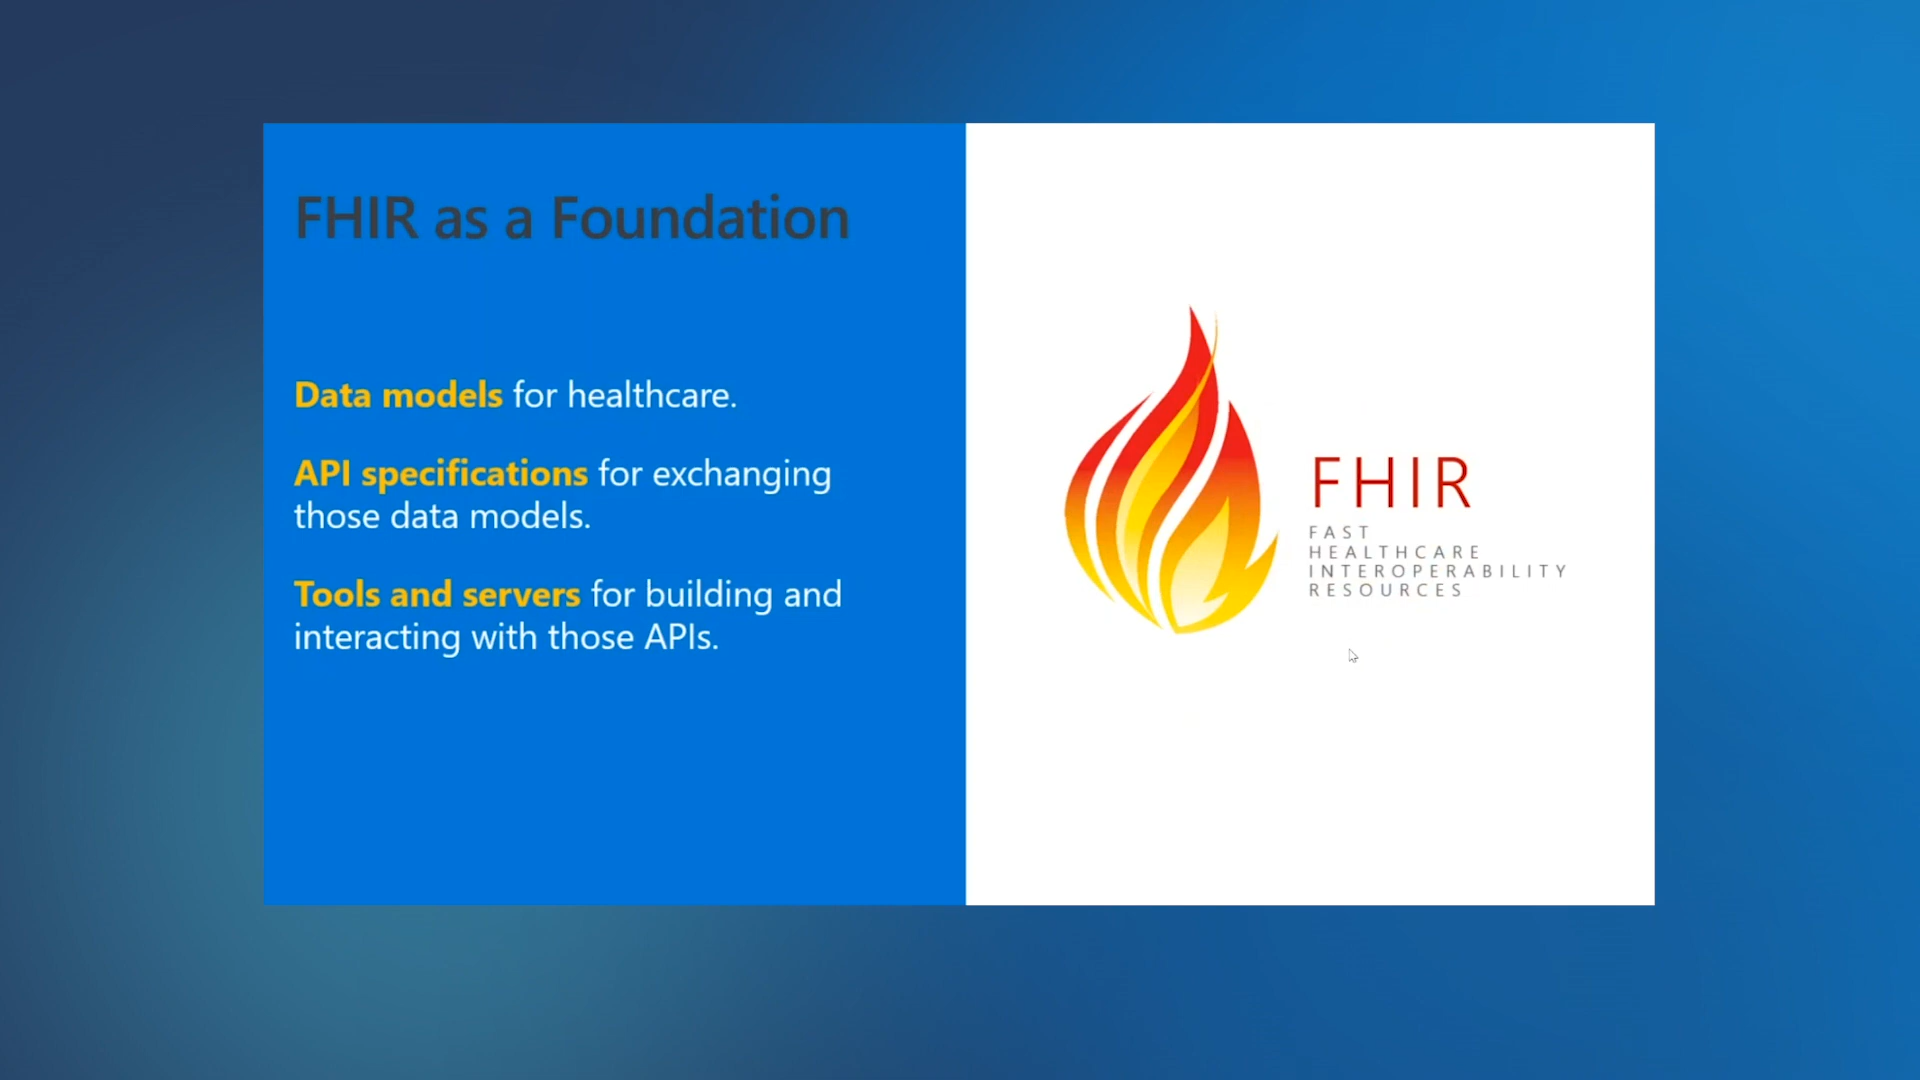 FHIR as a Foundation
Data models for healthcare.
API specifications for exchanging
those data models.
Tools and servers for building and
interacting with those APIs.
FHIR
FAST
HEALTHCARE
INTEROPERABILITY
RESOURCES